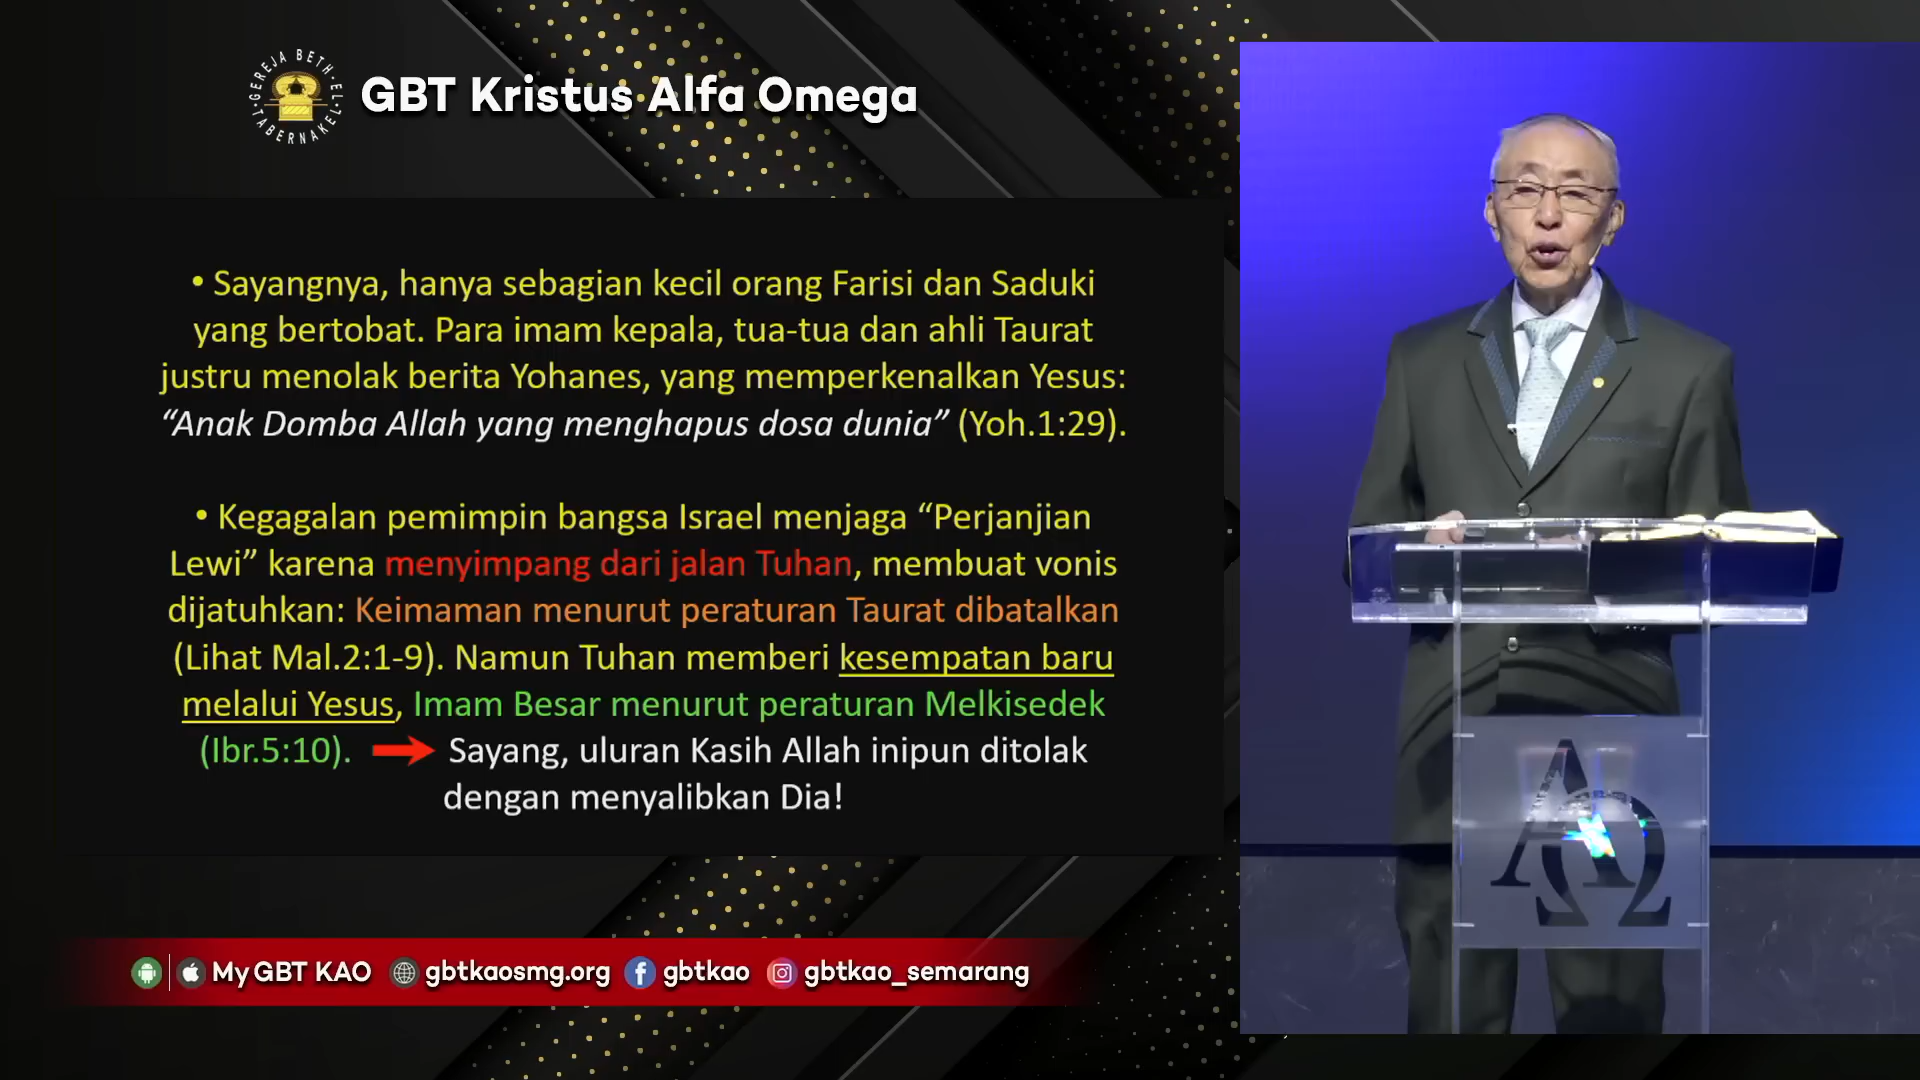 GEREJA BETH-EL TABERNAKEL
GBT Kristus Alfa Omega
• Sayangnya, hanya sebagian kecil orang Farisi dan Saduki
yang bertobat. Para imam kepala, tua-tua dan ahli Taurat
justru menolak berita Yohanes, yang memperkenalkan Yesus:
“Anak Domba Allah yang menghapus dosa dunia” (Yoh.1:29).
• Kegagalan pemimpin bangsa Israel menjaga “Perjanjian
Lewi” karena menyimpang dari jalan Tuhan, membuat vonis
dijatuhkan: Keimaman menurut peraturan Taurat dibatalkan
(Lihat Mal.2:1-9). Namun Tuhan memberi kesempatan baru
melalui Yesus, Imam Besar menurut peraturan Melkisedek
(Ibr.5:10). Sayang, uluran Kasih Allah inipun ditolak
dengan menyalibkan Dia!
My GBT KAO gbtkaosmg.org gbtkao gbtkao_semarang
ΑΩ